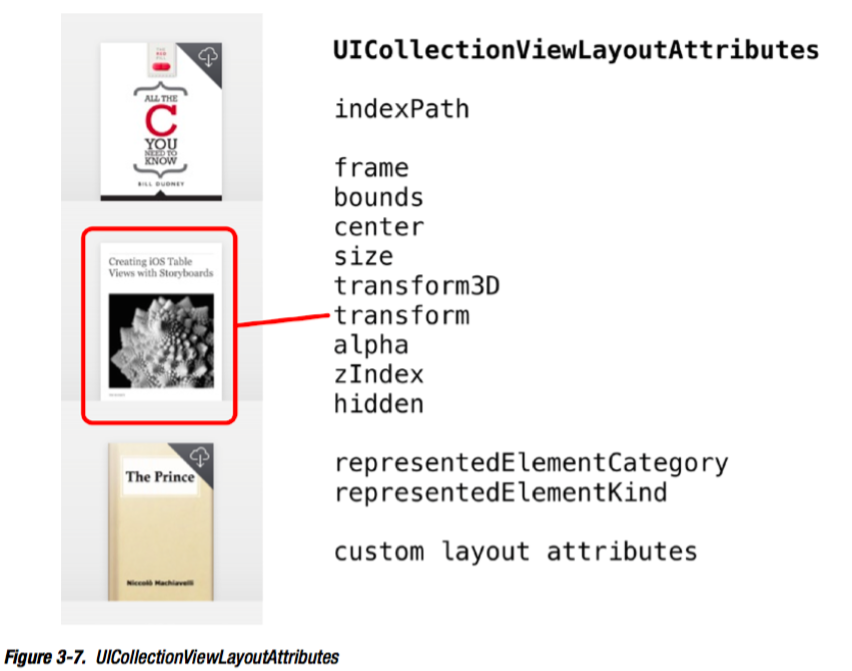 ALL THE
C
YOU
NEED TO
KNOW
BILL DUDNEY
Creating iOS Table
Views with Storyboards
The Prince
Niccolò Machiavelli
UICollectionViewLayoutAttributes
indexPath
frame
bounds
center
size
transform3D
transform
alpha
zIndex
hidden
representedElementCategory
representedElementKind
custom layout attributes
Figure 3-7. UICollectionViewLayoutAttributes